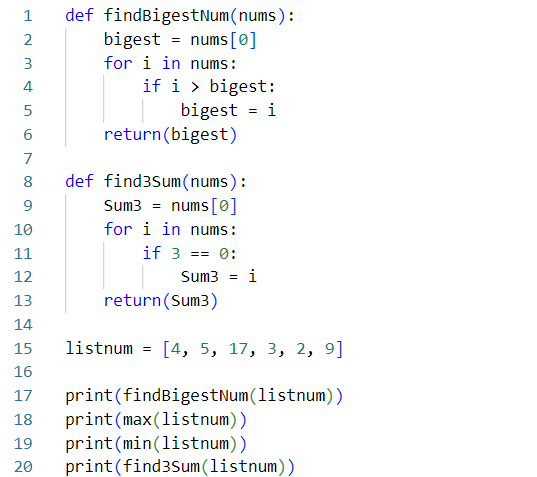 1 def findBigestNum(nums):
2     bigest = nums[0]
3     for i in nums:
4         if i > bigest:
5             bigest = i
6     return(bigest)
7
8 def find3Sum(nums):
9     Sum3 = nums[0]
10     for i in nums:
11         if 3 == 0:
12             Sum3 = i
13     return(Sum3)
14
15 listnum = [4, 5, 17, 3, 2, 9]
16
17 print(findBigestNum(listnum))
18 print(max(listnum))
19 print(min(listnum))
20 print(find3Sum(listnum))